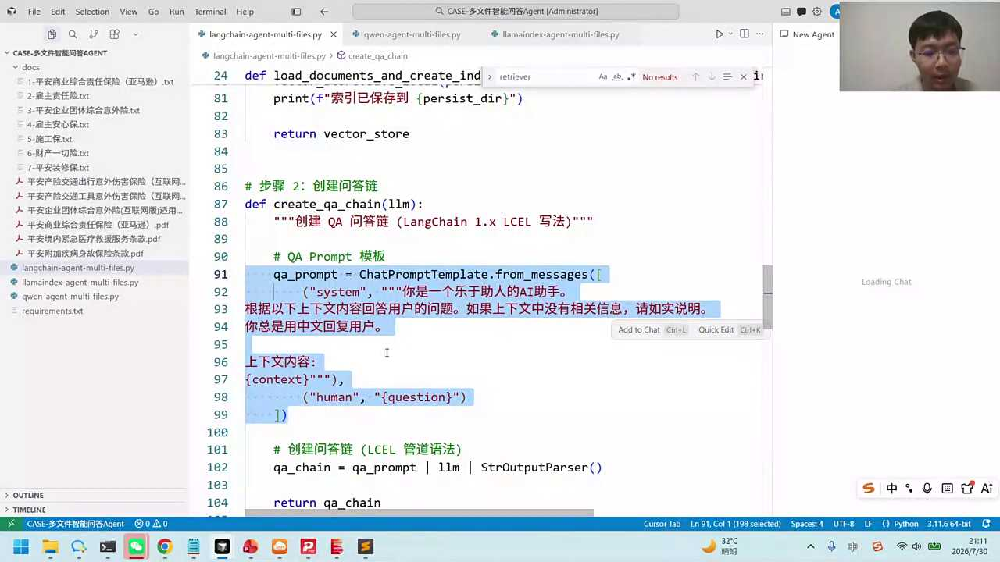 File Edit Selection View Go Run Terminal Help
CASE-多文件智能问答Agent [Administrator]
CASE-多文件智能问答AGENT
docs
1-平安商业综合责任保险（亚马逊）.txt
2-雇主责任险.txt
3-平安企业团体综合意外险.txt
4-雇主安心保.txt
5-施工保.txt
6-财产一切险.txt
7-平安装修保.txt
平安产险交通出行意外伤害保险（互联网...
平安产险交通工具意外伤害保险（互联网...
平安企业团体综合意外险(互联网版)适用...
平安商业综合责任保险（亚马逊）.pdf
平安境内紧急医疗救援服务条款.pdf
平安附加疾病身故保险条款.pdf
langchain-agent-multi-files.py
llamaindex-agent-multi-files.py
qwen-agent-multi-files.py
requirements.txt
OUTLINE
TIMELINE
langchain-agent-multi-files.py qwen-agent-multi-files.py llamaindex-agent-multi-files.py
langchain-agent-multi-files.py > create_qa_chain
retriever Aa ab No results
24 def load_documents_and_create_ind
81 print(f"索引已保存到 {persist_dir}")
82
83 return vector_store
84
85
86 # 步骤 2: 创建问答链
87 def create_qa_chain(llm):
88 """创建 QA 问答链 (LangChain 1.x LCEL 写法)"""
89
90 # QA Prompt 模板
91 qa_prompt = ChatPromptTemplate.from_messages([
92 ("system", """你是一个乐于助人的AI助手。
93 根据以下上下文内容回答用户的问题。如果上下文中没有相关信息，请如实说明。
94 你总是用中文回复用户。
95
96 上下文内容:
97 {context}"""),
98 ("human", "{question}")
99 ])
100
101 # 创建问答链 (LCEL 管道语法)
102 qa_chain = qa_prompt | llm | StrOutputParser()
103
104 return qa_chain
Add to Chat Ctrl+L Quick Edit Ctrl+K
New Agent
Loading Chat
中
CASE-多文件智能问答Agent 0 0
Cursor Tab Ln 91, Col 1 (198 selected) Spaces: 4 UTF-8 LF {} Python 3.11.6 64-bit
32°C
晴朗
21:11
2026/7/30